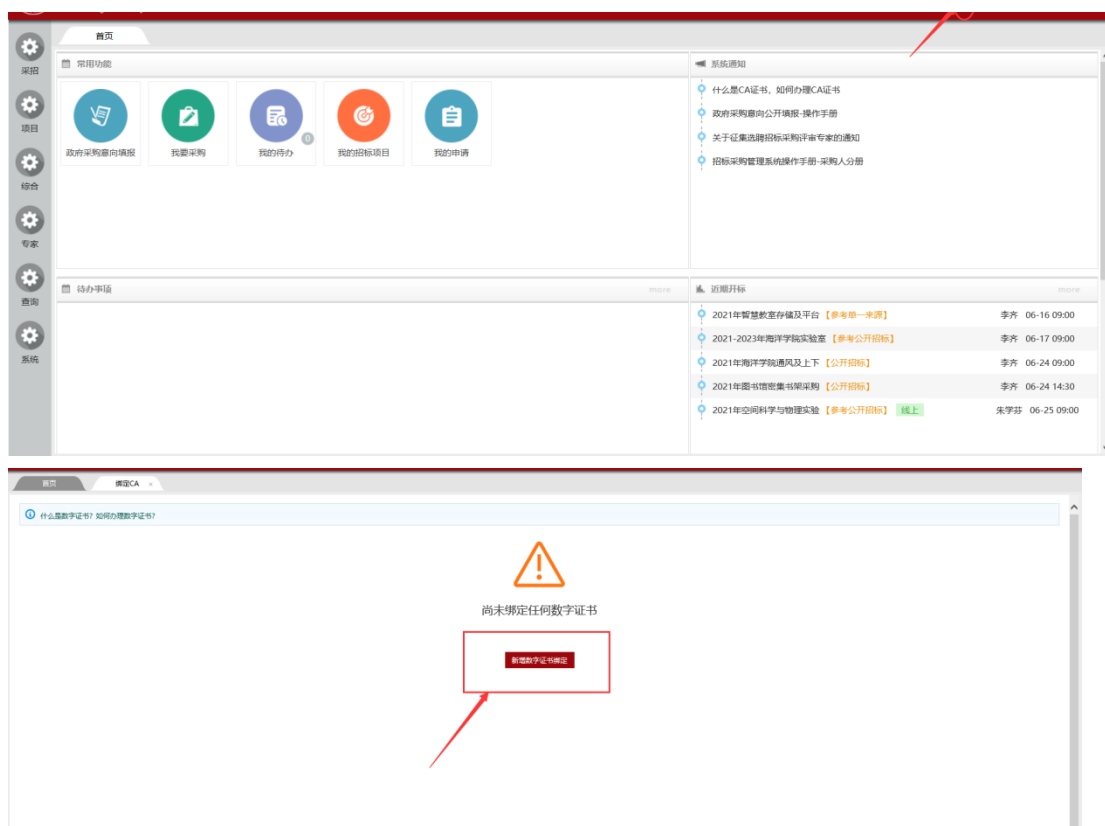 首页
采招
项目
综合
专家
查询
系统
常用功能
政府采购意向填报
我要采购
我的待办
0
我的招标项目
我的申请
系统通知
什么是CA证书，如何办理CA证书
政府采购意向公开填报-操作手册
关于征集选聘招标采购评审专家的通知
招标采购管理系统操作手册-采购人分册
待办事项 more
近期开标 more
2021年智慧教室存储及平台【参考单一来源】 李齐 06-16 09:00
2021-2023年海洋学院实验室【参考公开招标】 李齐 06-17 09:00
2021年海洋学院通风及上下【公开招标】 李齐 06-24 09:00
2021年图书馆密集书架采购【公开招标】 李齐 06-24 14:30
2021年空间科学与物理实验【参考公开招标】 线上 朱学芬 06-25 09:00
首页 绑定CA ×
什么是数字证书? 如何办理数字证书?
尚未绑定任何数字证书
新增数字证书绑定